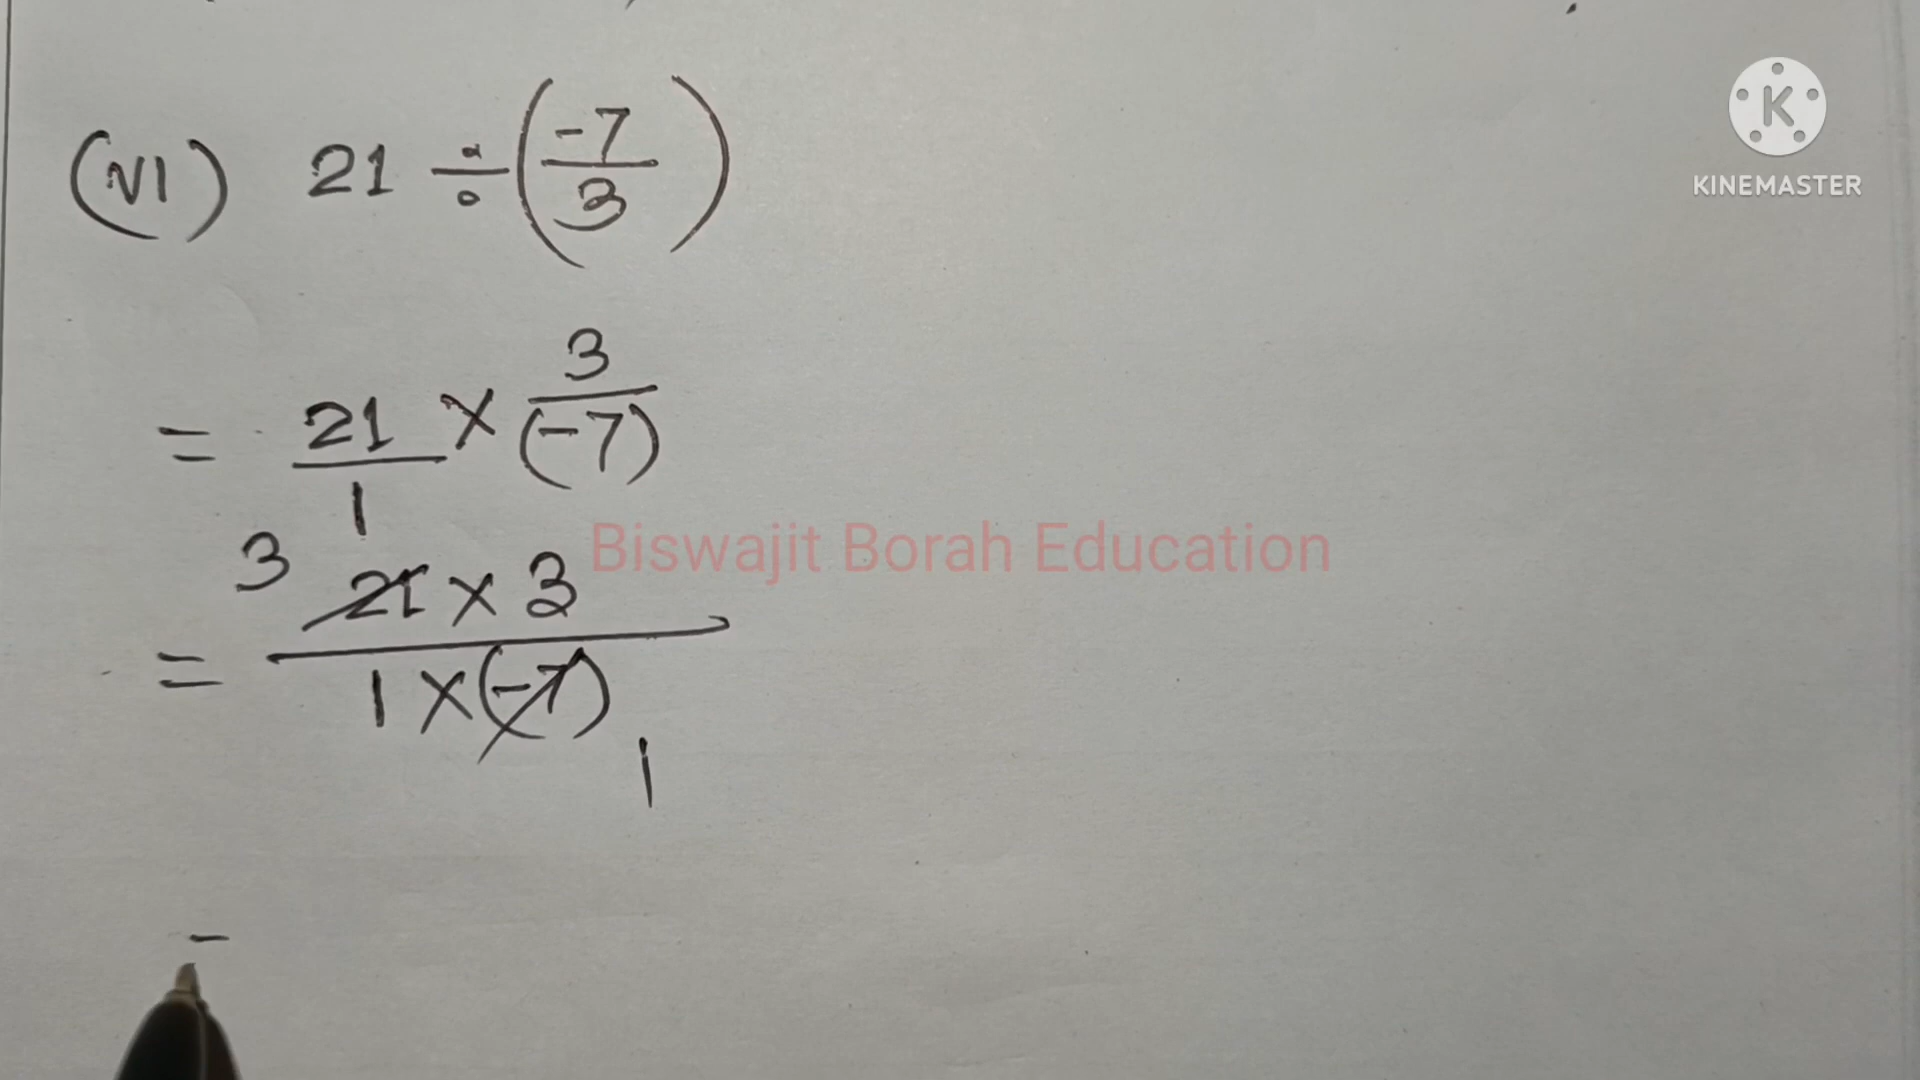 (VI) 21 ÷ (-7/3)
K
KINEMASTER
= 21/1 × 3/(-7)
Biswajit Borah Education
3
= 21 × 3 / 1 × (-7)
1
-